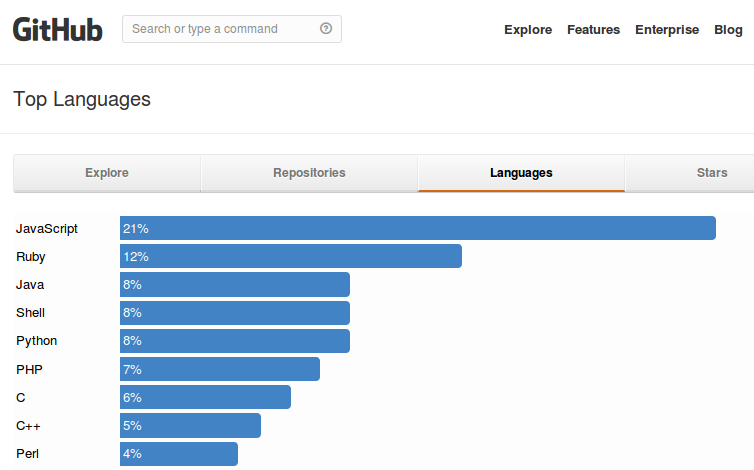 GitHub Search or type a command Explore Features Enterprise Blog
Top Languages
Explore Repositories Languages Stars
JavaScript 21%
Ruby 12%
Java 8%
Shell 8%
Python 8%
PHP 7%
C 6%
C++ 5%
Perl 4%